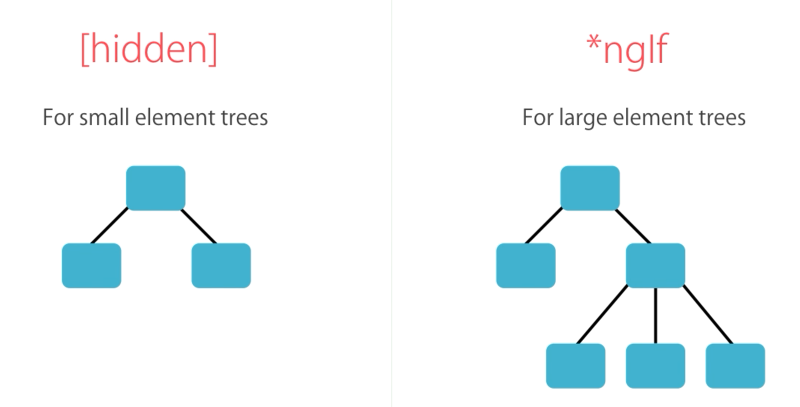 [hidden]
For small element trees
*ngIf
For large element trees